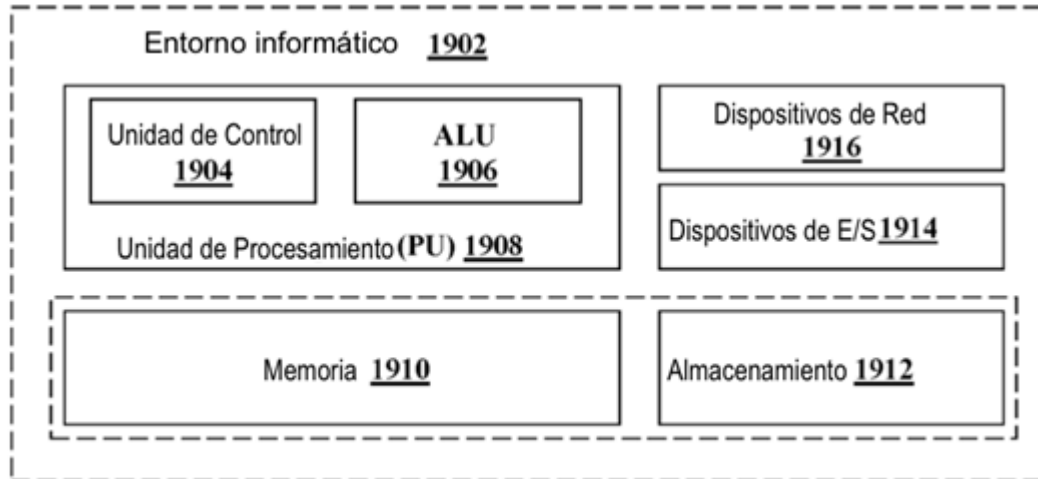 Entorno informático 1902
Unidad de Control
1904
ALU
1906
Unidad de Procesamiento (PU) 1908
Dispositivos de Red
1916
Dispositivos de E/S 1914
Memoria 1910
Almacenamiento 1912